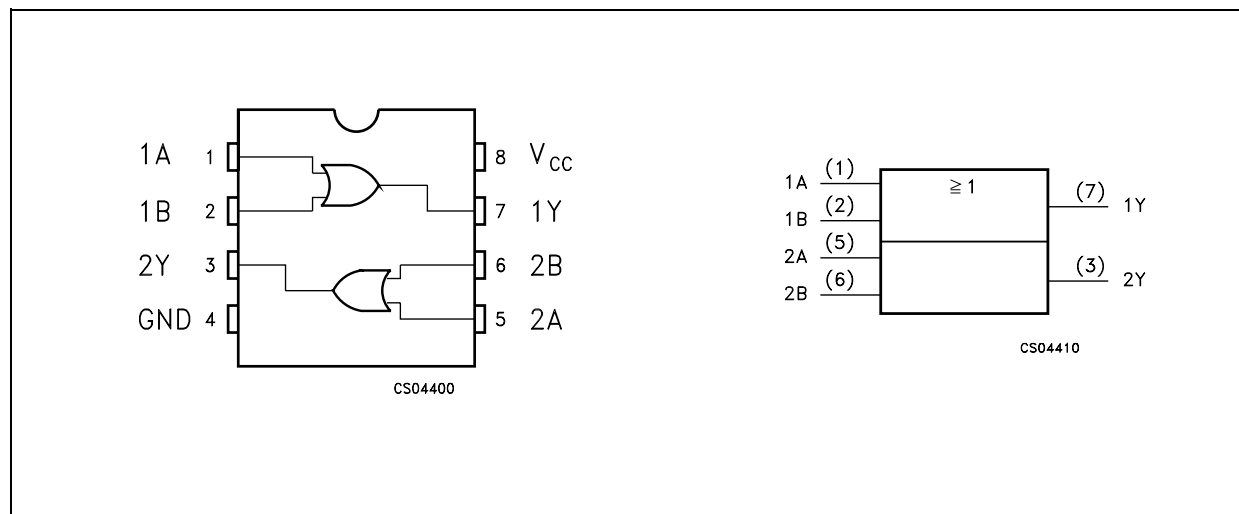 1A 1 8 VCC
1B 2 7 1Y
2Y 3 6 2B
GND 4 5 2A
CS04400
1A (1) ≧ 1
1B (2) (7) 1Y
2A (5)
2B (6) (3) 2Y
CS04410